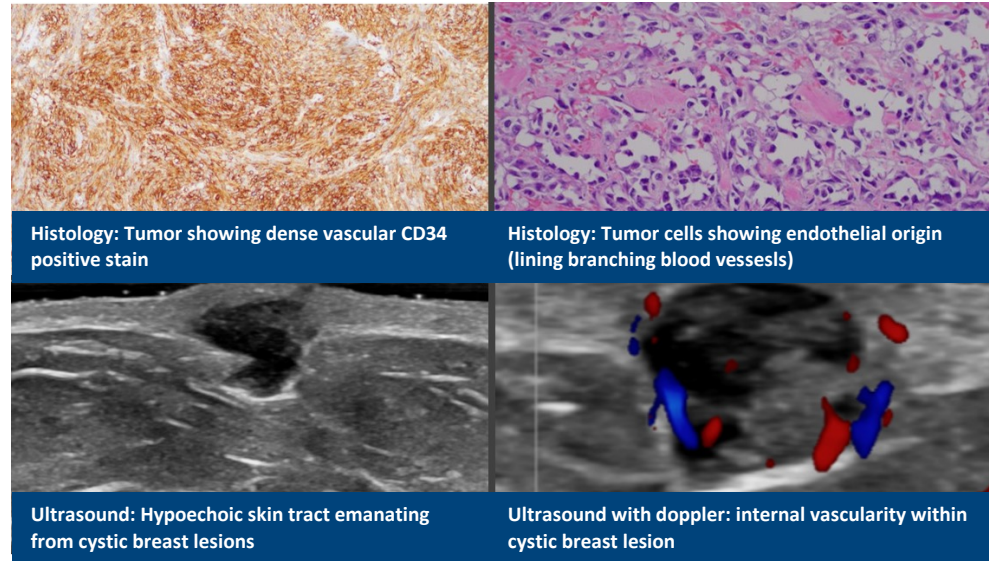 Histology: Tumor showing dense vascular CD34
positive stain
Histology: Tumor cells showing endothelial origin
(lining branching blood vessesls)
Ultrasound: Hypoechoic skin tract emanating
from cystic breast lesions
Ultrasound with doppler: internal vascularity within
cystic breast lesion